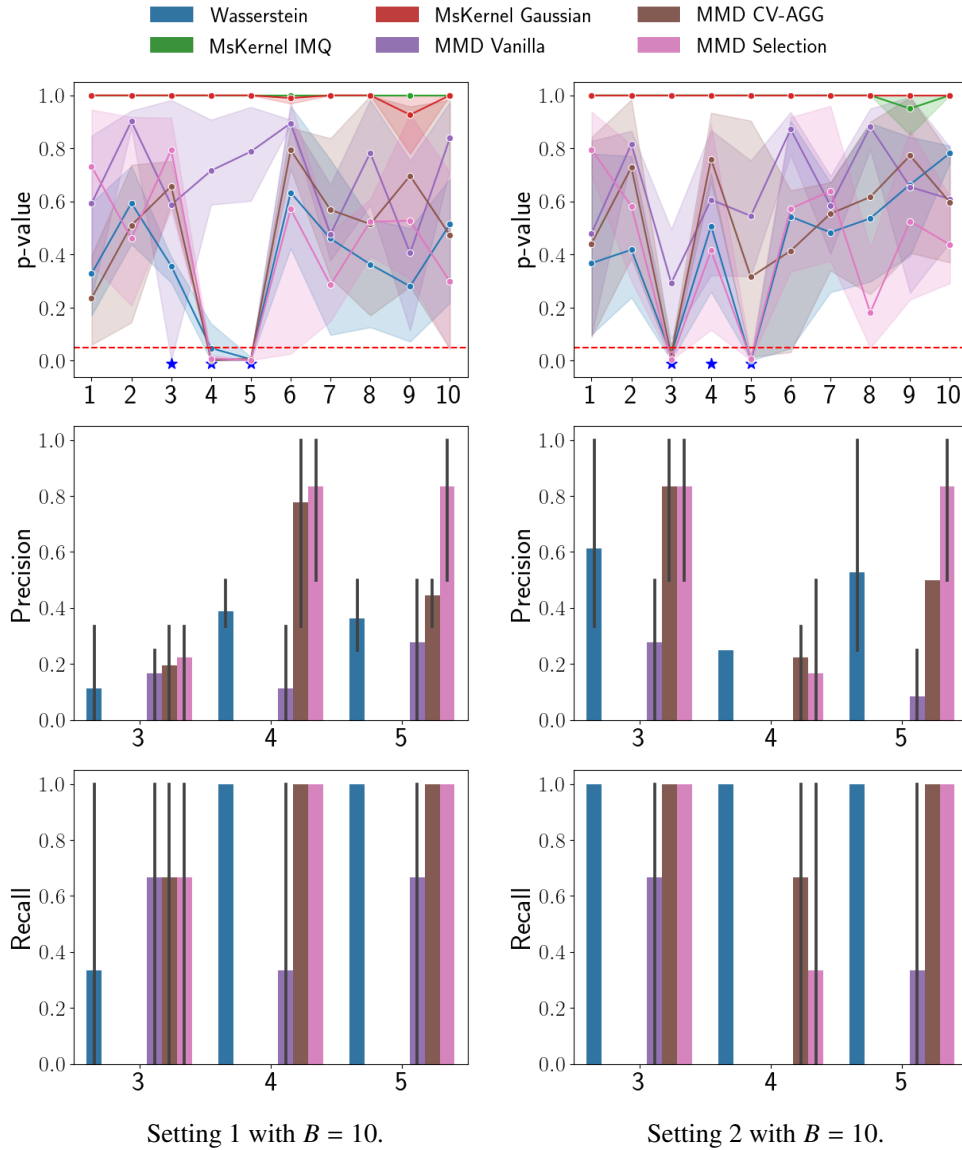 Wasserstein MsKernel Gaussian MMD CV-AGG
MsKernel IMQ MMD Vanilla MMD Selection
p-value
1.0
0.8
0.6
0.4
0.2
0.0
1 2 3 4 5 6 7 8 9 10
p-value
1.0
0.8
0.6
0.4
0.2
0.0
1 2 3 4 5 6 7 8 9 10
Precision
1.0
0.8
0.6
0.4
0.2
0.0
3 4 5
Precision
1.0
0.8
0.6
0.4
0.2
0.0
3 4 5
Recall
1.0
0.8
0.6
0.4
0.2
0.0
3 4 5
Recall
1.0
0.8
0.6
0.4
0.2
0.0
3 4 5
Setting 1 with B = 10.
Setting 2 with B = 10.